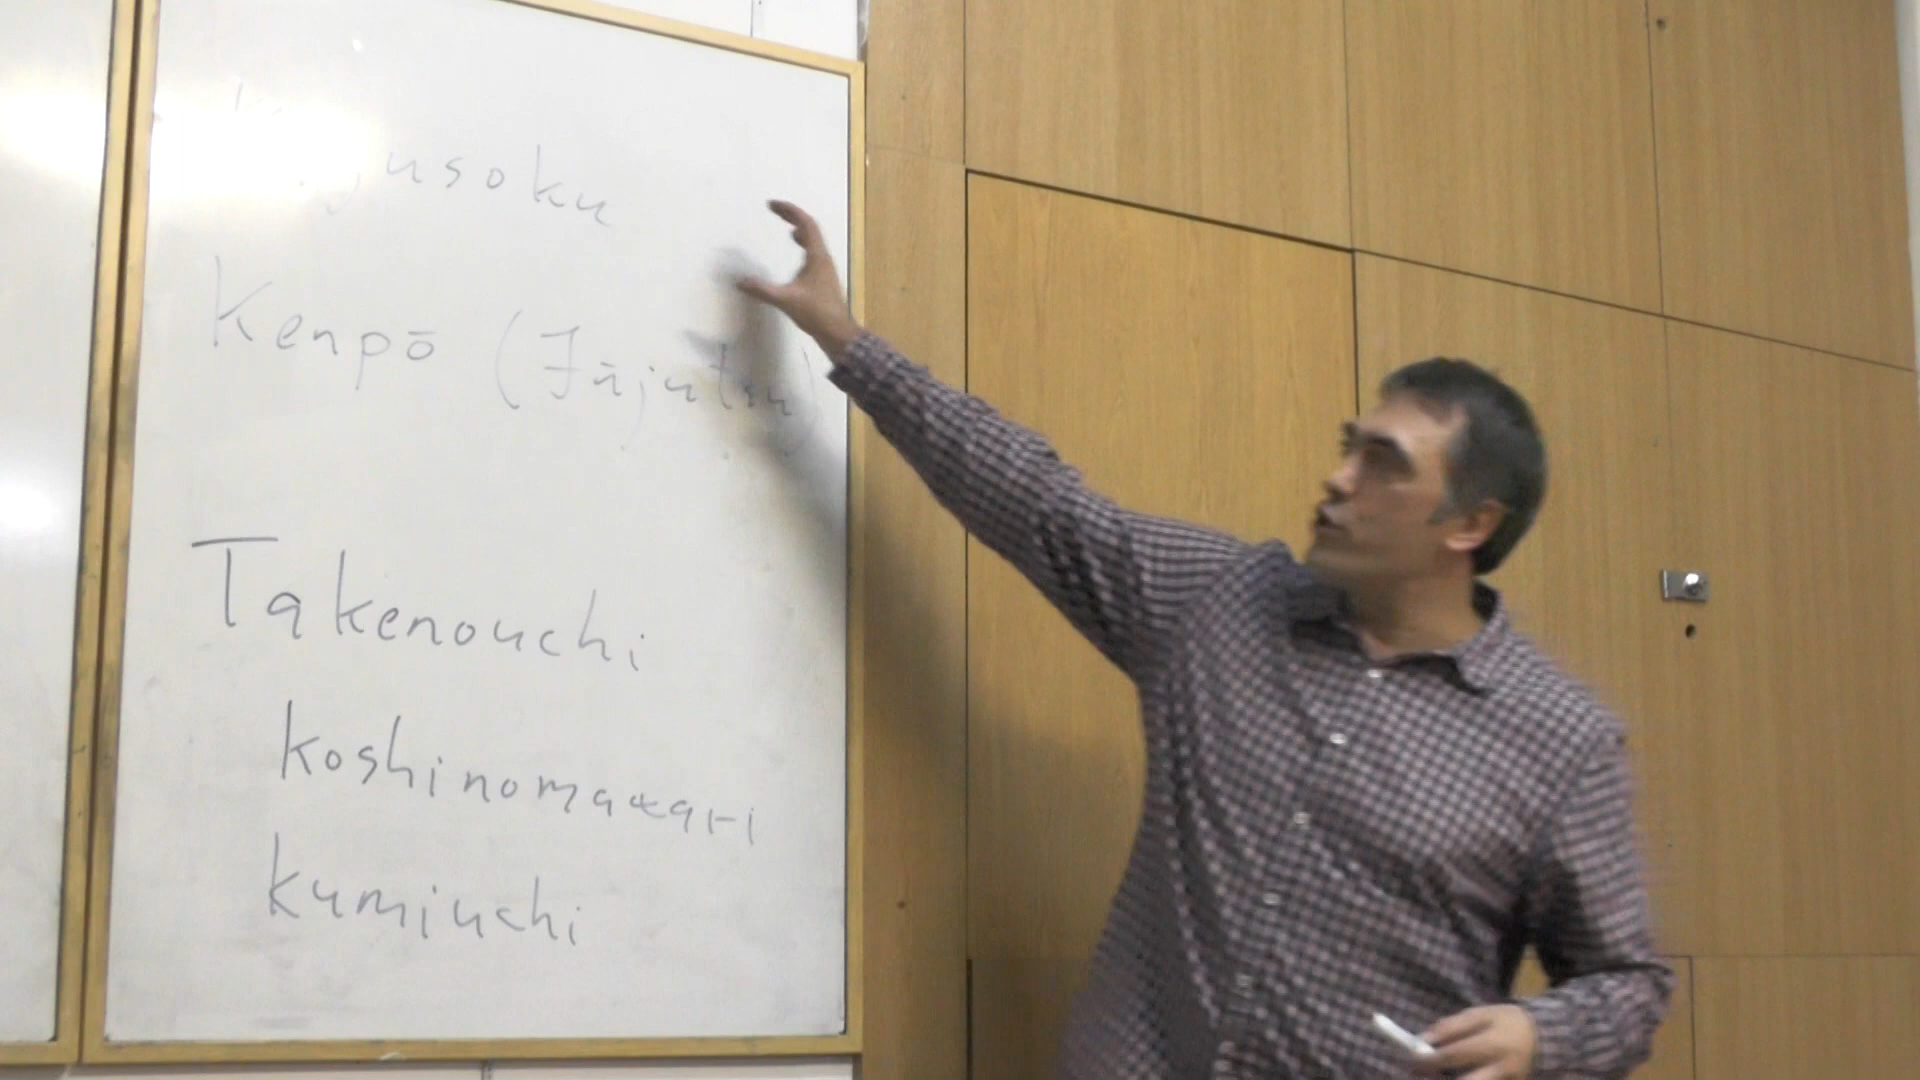 Kenpō (Jūjutsu)
Takenouchi
koshinomawari
kumiuchi